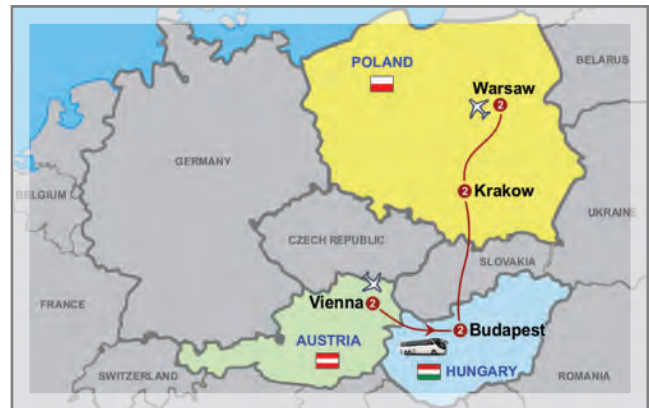 POLAND
BELARUS
Warsaw
2
GERMANY
BELGIUM
2 Krakow
UKRAINE
CZECH REPUBLIC
SLOVAKIA
FRANCE
Vienna 2
2 Budapest
AUSTRIA
HUNGARY
SWITZERLAND
ROMANIA